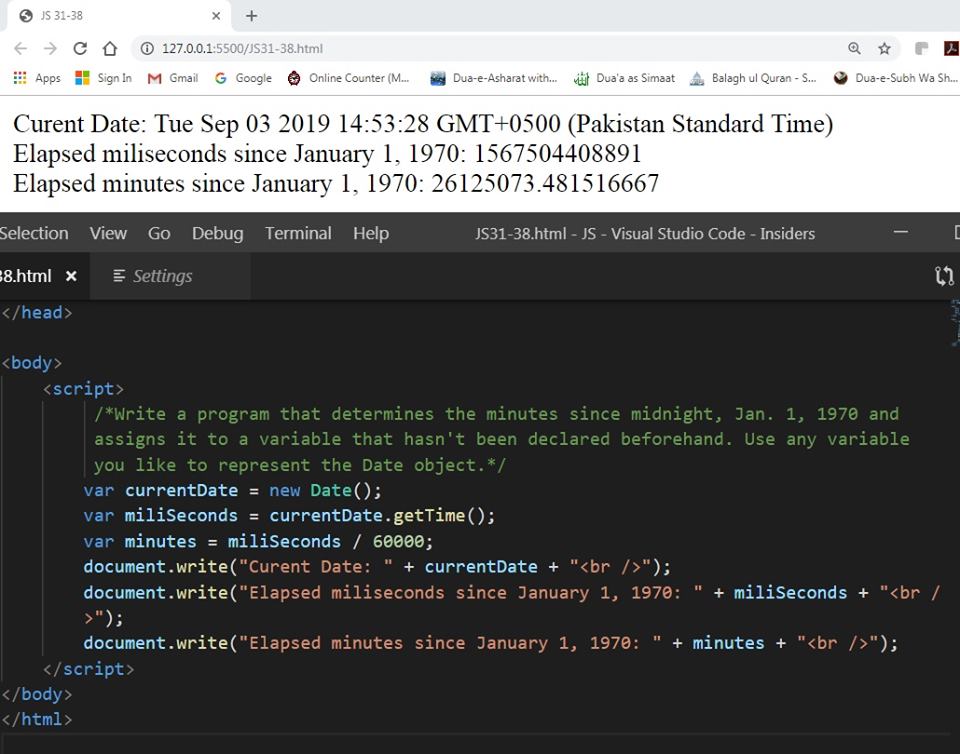 JS 31-38
127.0.0.1:5500/JS31-38.html
Apps Sign In Gmail Google Online Counter (M... Dua-e-Asharat with... Dua'a as Simaat Balagh ul Quran - S... Dua-e-Subh Wa Sh...
Curent Date: Tue Sep 03 2019 14:53:28 GMT+0500 (Pakistan Standard Time)
Elapsed miliseconds since January 1, 1970: 1567504408891
Elapsed minutes since January 1, 1970: 26125073.481516667
Selection View Go Debug Terminal Help JS31-38.html - JS - Visual Studio Code - Insiders
38.html Settings
</head>
<body>
<script>
/*Write a program that determines the minutes since midnight, Jan. 1, 1970 and
assigns it to a variable that hasn't been declared beforehand. Use any variable
you like to represent the Date object.*/
var currentDate = new Date();
var miliSeconds = currentDate.getTime();
var minutes = miliSeconds / 60000;
document.write("Curent Date: " + currentDate + "<br />");
document.write("Elapsed miliseconds since January 1, 1970: " + miliSeconds + "<br /
>");
document.write("Elapsed minutes since January 1, 1970: " + minutes + "<br />");
</script>
</body>
</html>